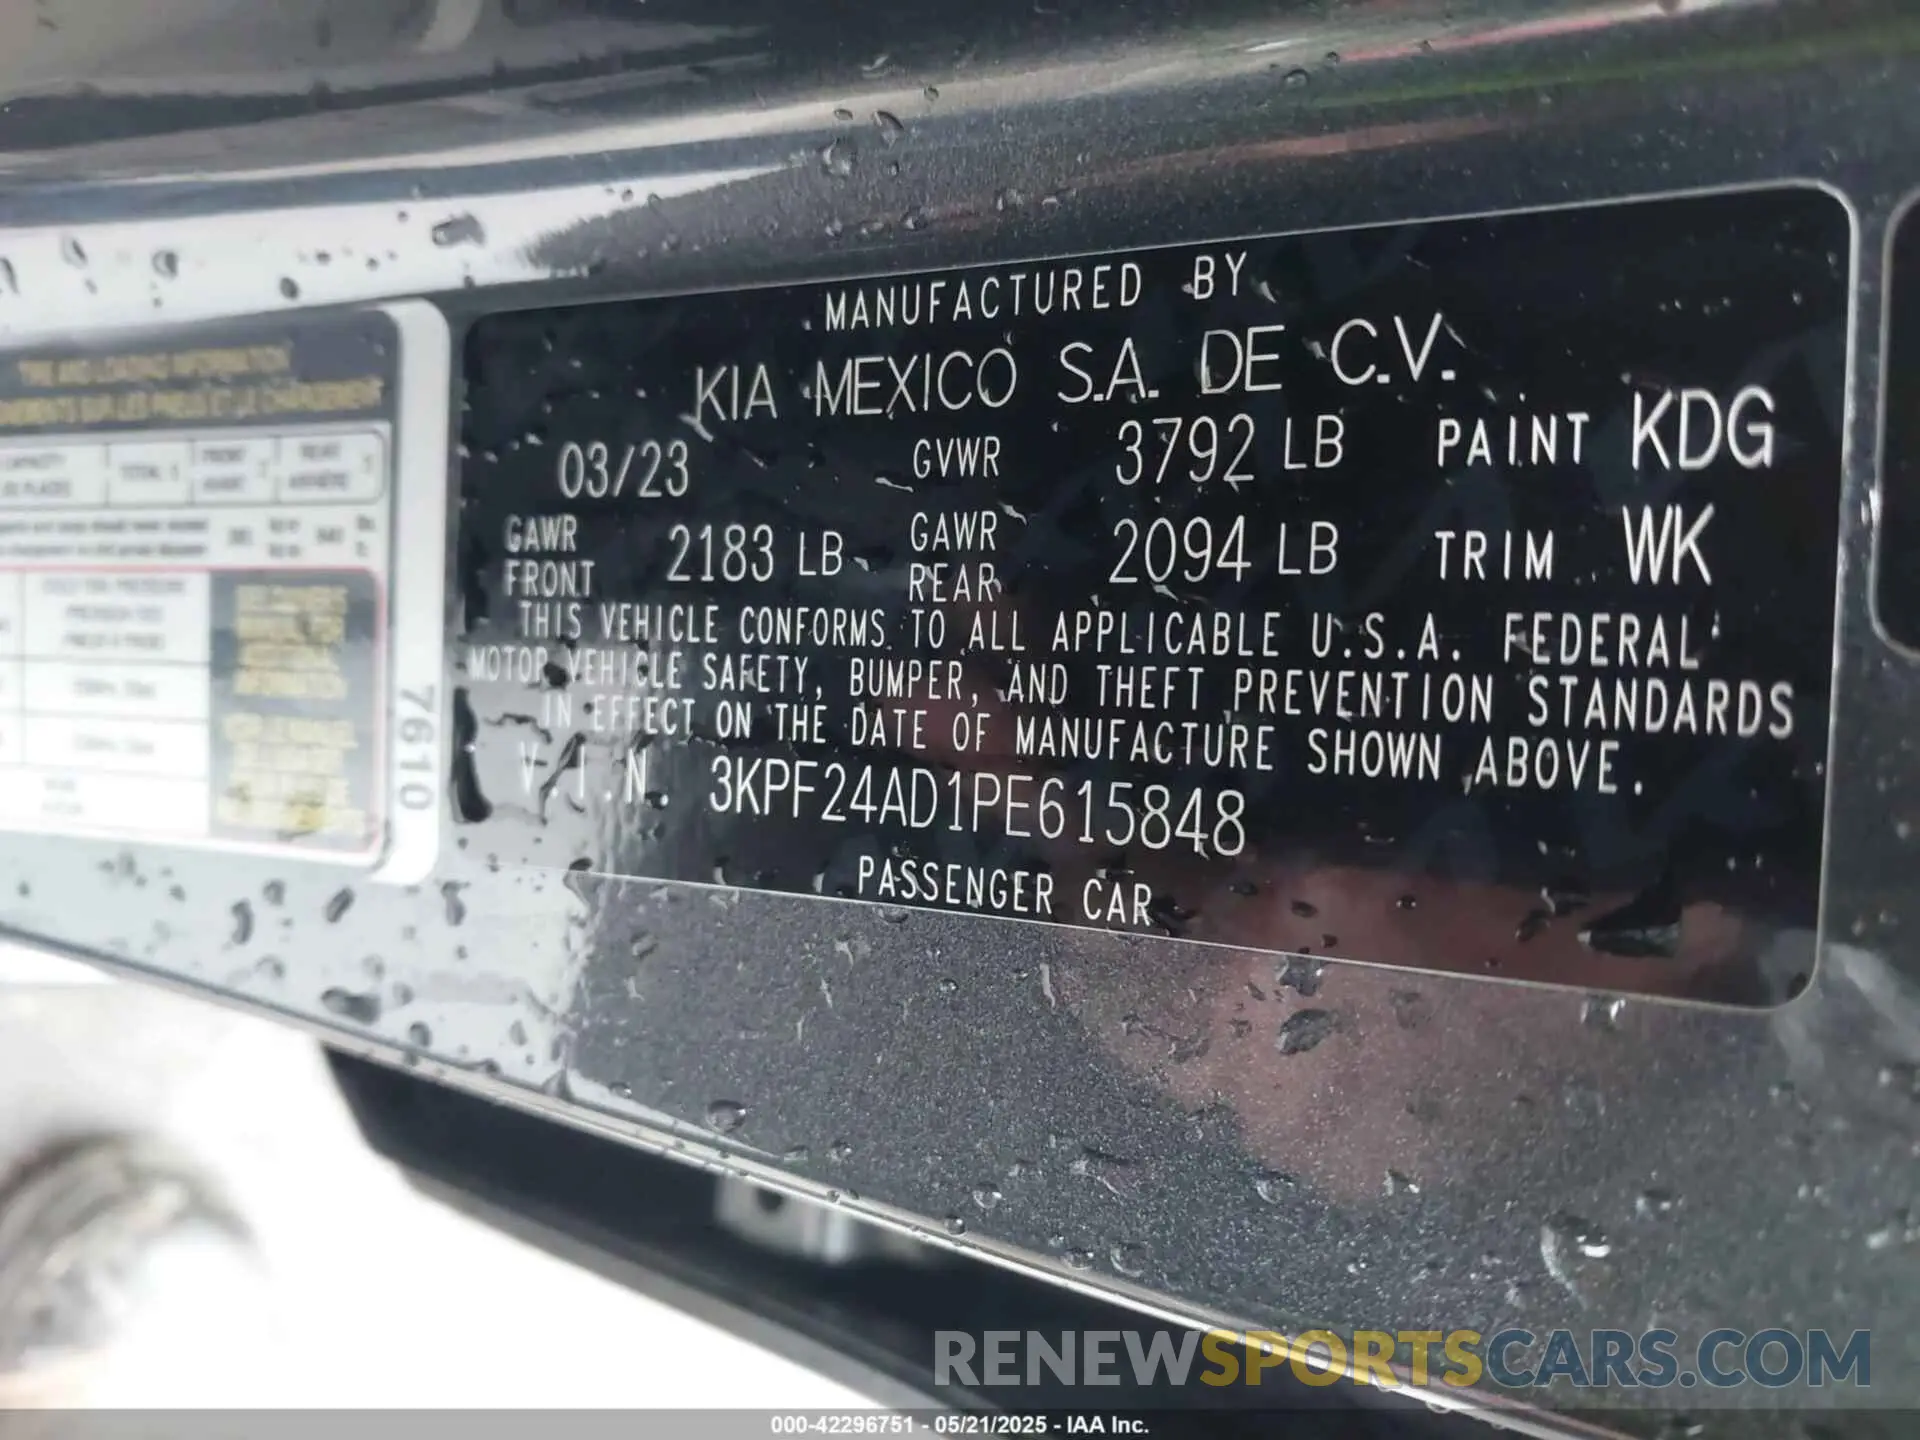 MANUFACTURED BY
KIA MEXICO S.A. DE C.V.
03/23 GVWR 3792 LB PAINT KDG
GAWR FRONT 2183 LB GAWR REAR 2094 LB TRIM WK
THIS VEHICLE CONFORMS TO ALL APPLICABLE U.S.A. FEDERAL
MOTOR VEHICLE SAFETY, BUMPER, AND THEFT PREVENTION STANDARDS
IN EFFECT ON THE DATE OF MANUFACTURE SHOWN ABOVE.
V.I.N. 3KPF24AD1PE615848
PASSENGER CAR
7610
RENEWSPORTSCARS.COM
000-42296751 - 05/21/2025 - IAA Inc.